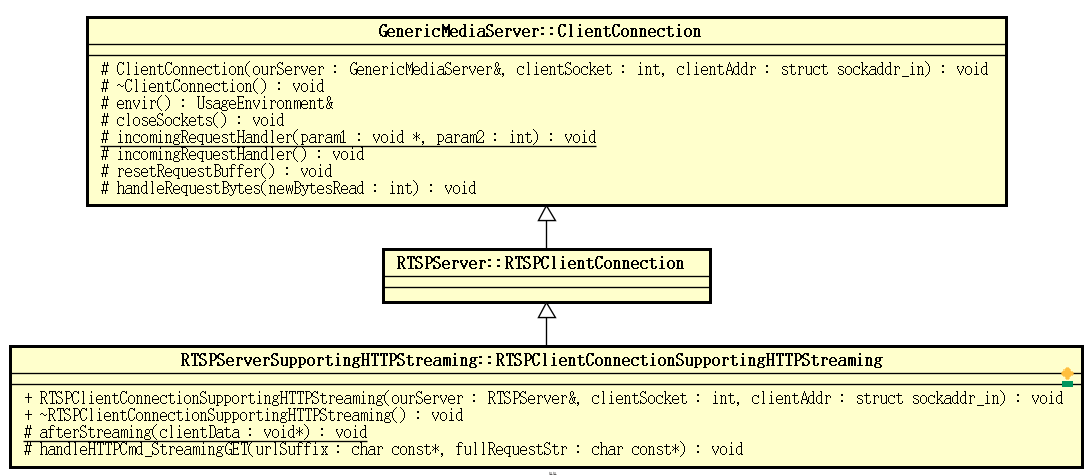 GenericMediaServer::ClientConnection
# ClientConnection(ourServer : GenericMediaServer&, clientSocket : int, clientAddr : struct sockaddr_in) : void
# ~ClientConnection() : void
# envir() : UsageEnvironment&
# closeSockets() : void
# incomingRequestHandler(param1 : void *, param2 : int) : void
# incomingRequestHandler() : void
# resetRequestBuffer() : void
# handleRequestBytes(newBytesRead : int) : void
RTSPServer::RTSPClientConnection
RTSPServerSupportingHTTPStreaming::RTSPClientConnectionSupportingHTTPStreaming
+ RTSPClientConnectionSupportingHTTPStreaming(ourServer : RTSPServer&, clientSocket : int, clientAddr : struct sockaddr_in) : void
+ ~RTSPClientConnectionSupportingHTTPStreaming() : void
# afterStreaming(clientData : void*) : void
# handleHTTPCmd_StreamingGET(urlSuffix : char const*, fullRequestStr : char const*) : void